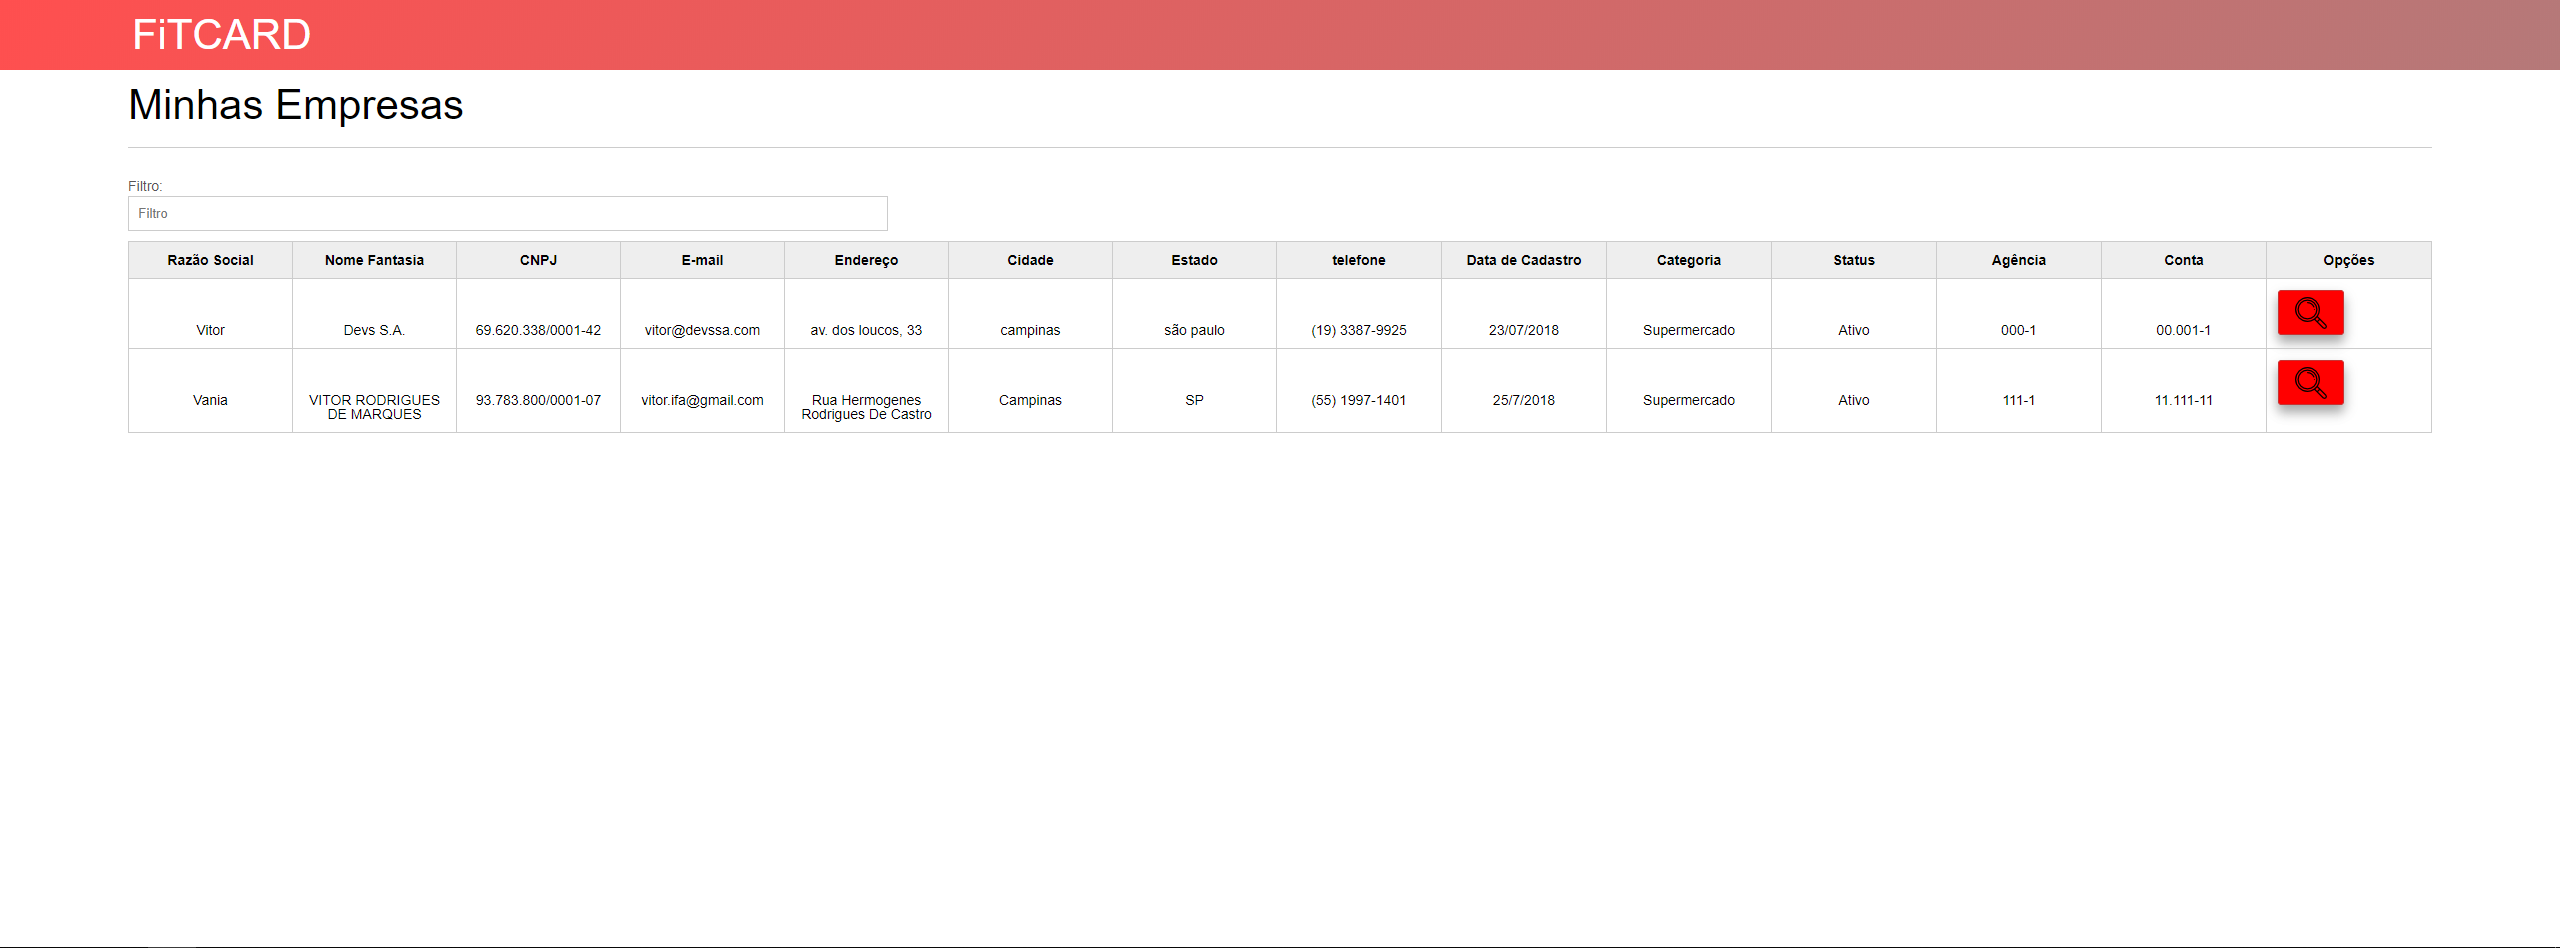 FiTCARD
Minhas Empresas
Filtro:
Filtro
Razão Social Nome Fantasia CNPJ E-mail Endereço Cidade Estado telefone Data de Cadastro Categoria Status Agência Conta Opções
Vitor Devs S.A. 69.620.338/0001-42 vitor@devssa.com av. dos loucos, 33 campinas são paulo (19) 3387-9925 23/07/2018 Supermercado Ativo 000-1 00.001-1
Vania VITOR RODRIGUES 93.783.800/0001-07 vitor.ifa@gmail.com Rua Hermogenes Campinas SP (55) 1997-1401 25/7/2018 Supermercado Ativo 111-1 11.111-11
DE MARQUES Rodrigues De Castro